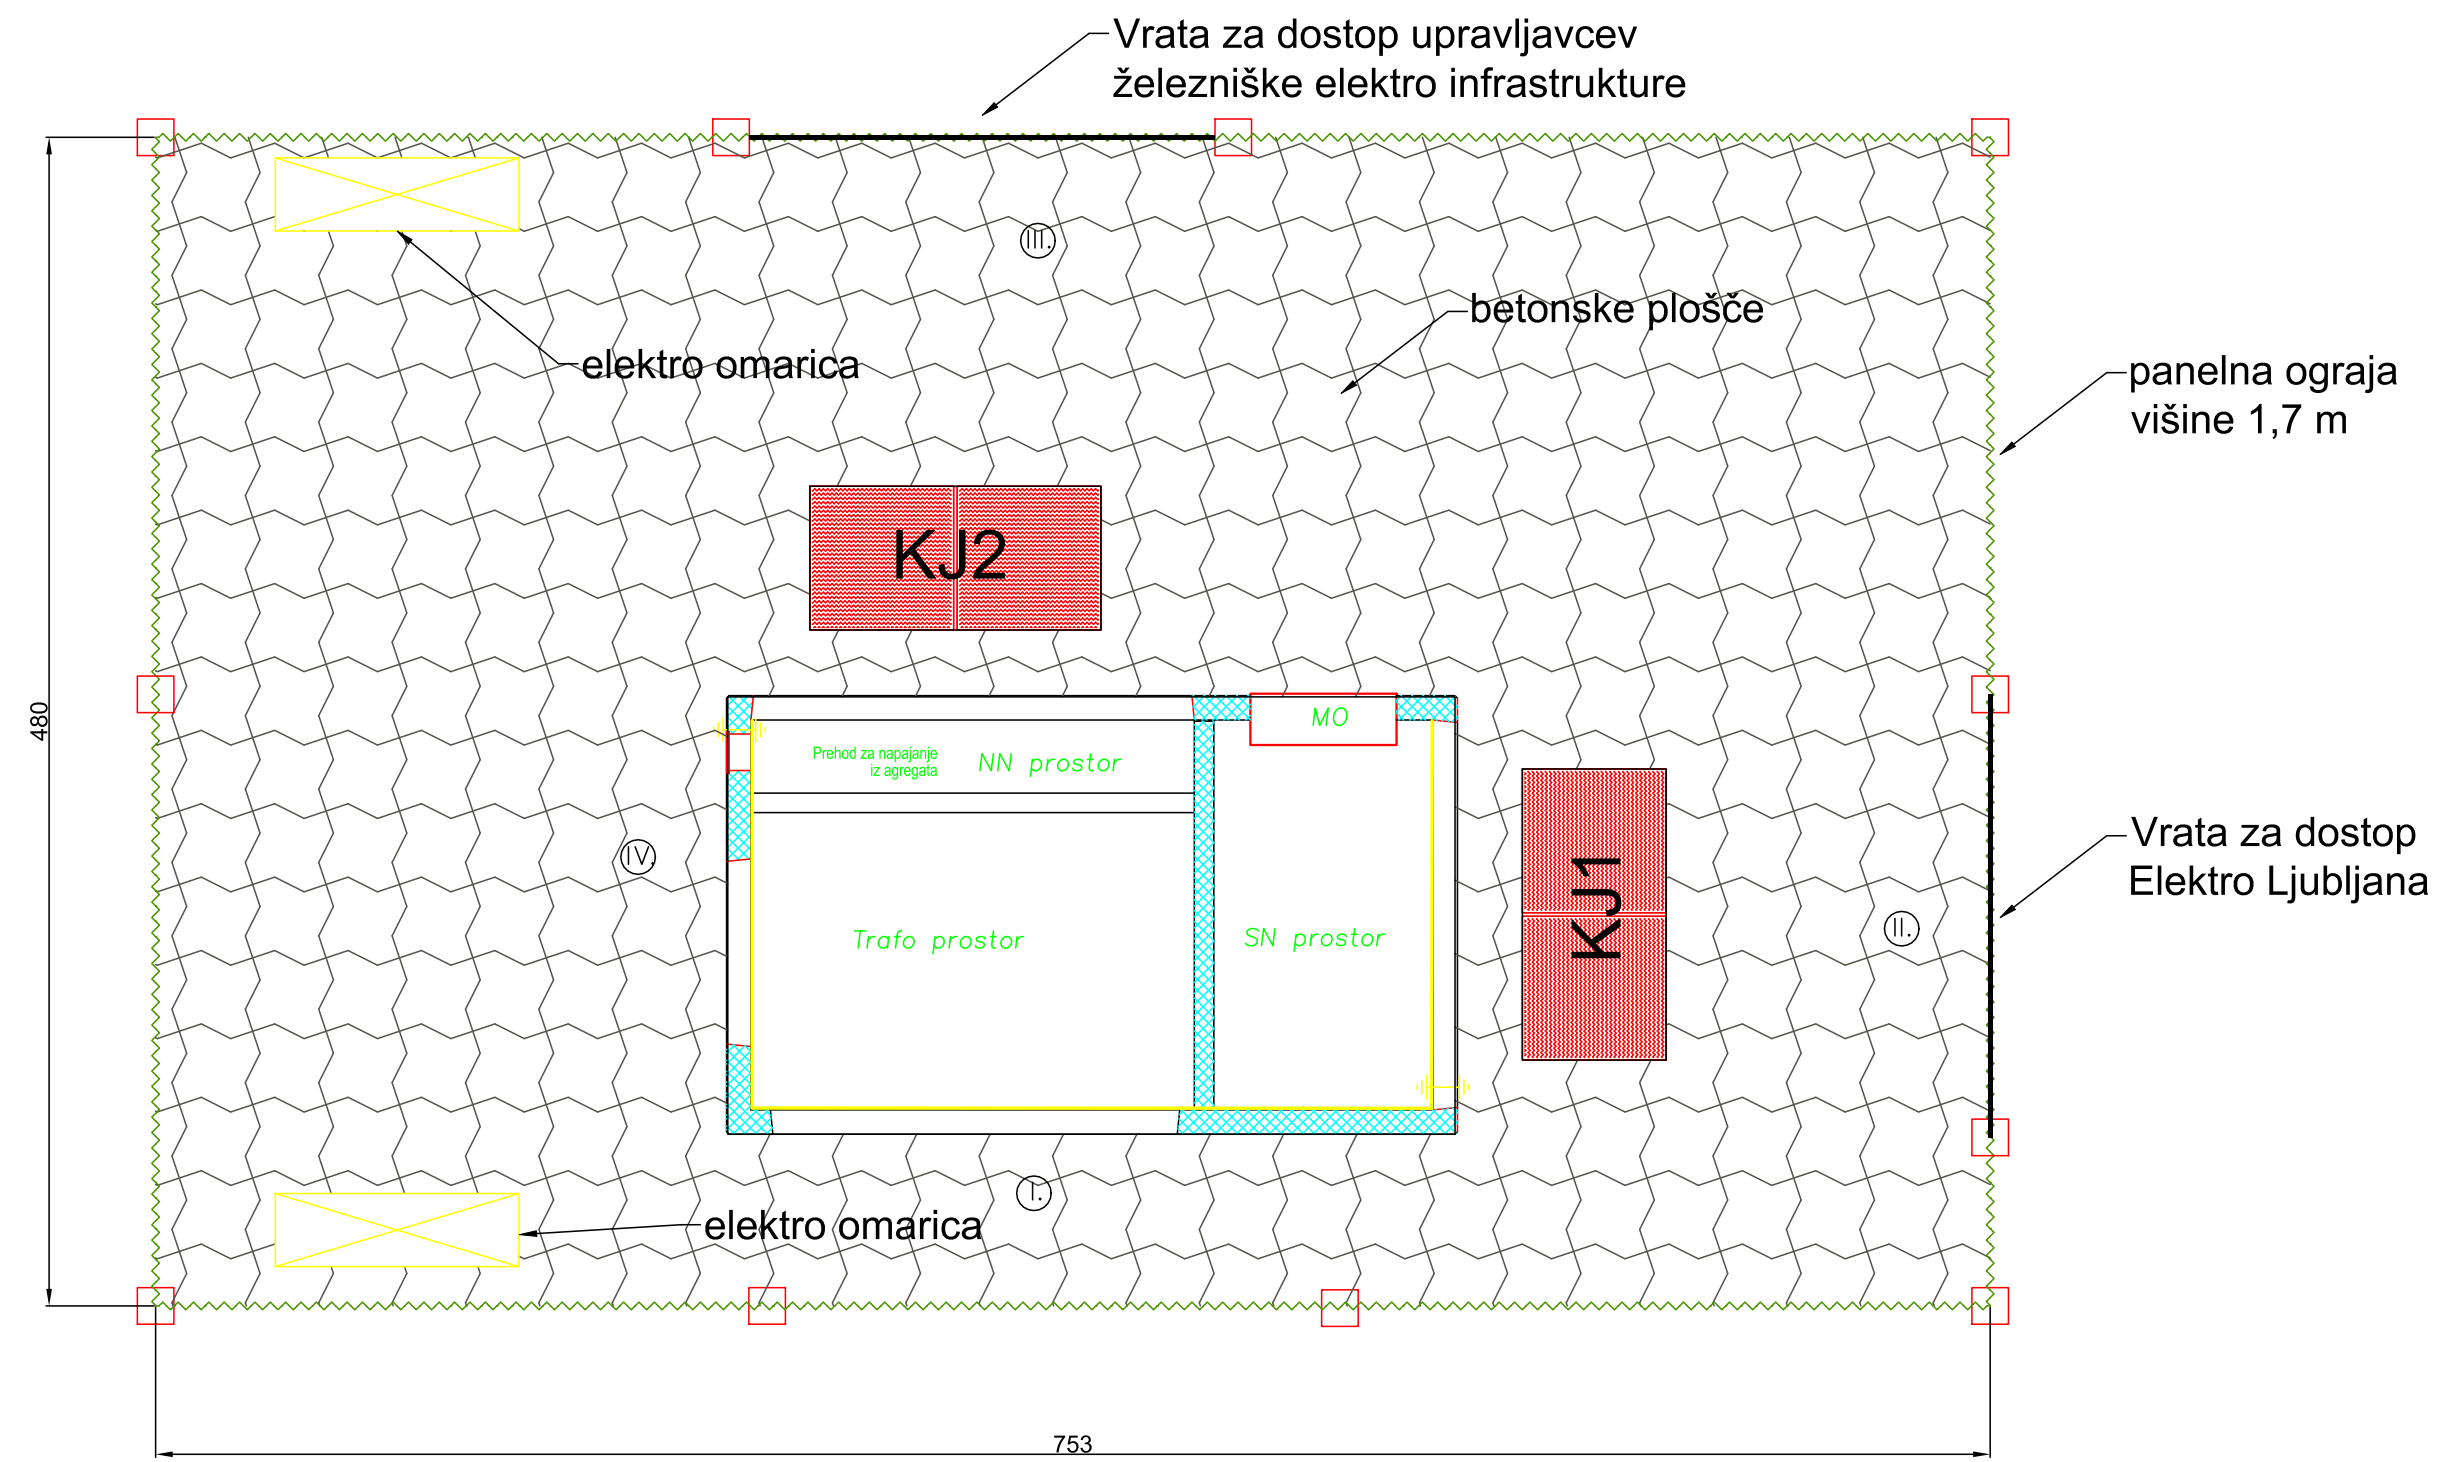 Vrata za dostop upravljavcev
železniške elektro infrastrukture
III.
betonske plošče
elektro omarica
panelna ograja
višine 1,7 m
KJ2
480
MO
Prehod za napajanje
iz agregata
NN prostor
Vrata za dostop
Elektro Ljubljana
IV.
KJ1
II.
Trafo prostor
SN prostor
I.
elektro omarica
753